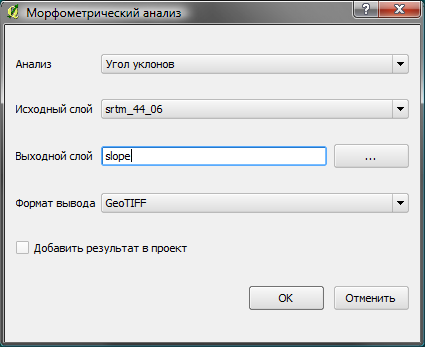 Морфометрический анализ
Анализ Угол уклонов
Исходный слой srtm_44_06
Выходной слой slope ...
Формат вывода GeoTIFF
Добавить результат в проект
OK Отменить